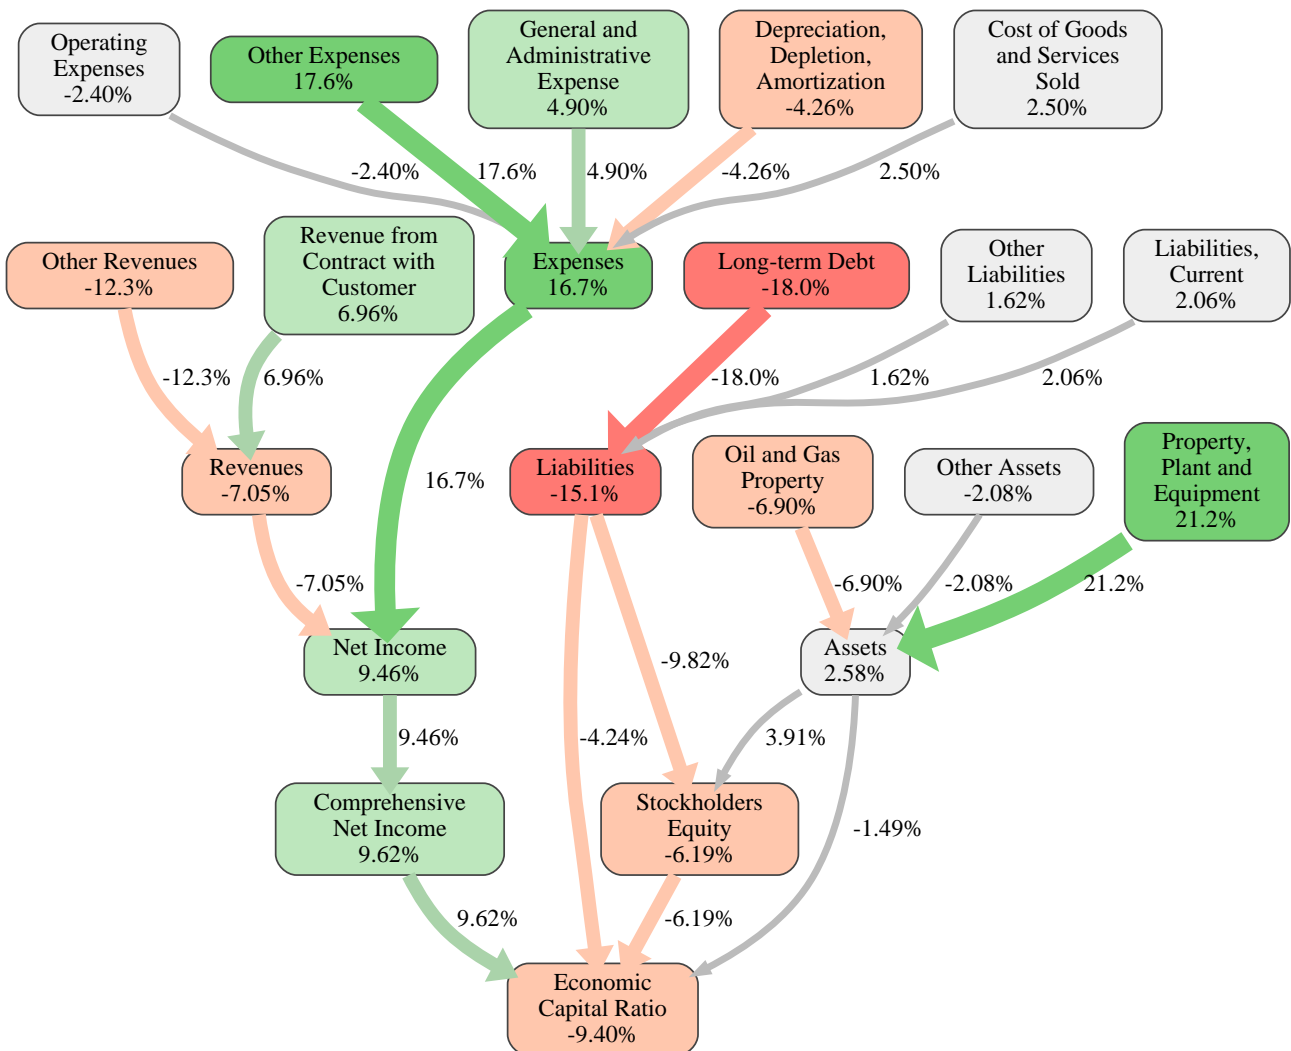 Operating
Expenses
-2.40%
Other Expenses
17.6%
General and
Administrative
Expense
4.90%
Depreciation,
Depletion,
Amortization
-4.26%
Cost of Goods
and Services
Sold
2.50%
-2.40%
17.6%
4.90%
-4.26%
2.50%
Other Revenues
-12.3%
Revenue from
Contract with
Customer
6.96%
Expenses
16.7%
Long-term Debt
-18.0%
Other
Liabilities
1.62%
Liabilities,
Current
2.06%
-12.3%
6.96%
-18.0%
1.62%
2.06%
Revenues
-7.05%
16.7%
Liabilities
-15.1%
Oil and Gas
Property
-6.90%
Other Assets
-2.08%
Property,
Plant and
Equipment
21.2%
-7.05%
-6.90%
-2.08%
21.2%
Net Income
9.46%
-9.82%
Assets
2.58%
9.46%
-4.24%
3.91%
Comprehensive
Net Income
9.62%
Stockholders
Equity
-6.19%
-1.49%
9.62%
-6.19%
Economic
Capital Ratio
-9.40%